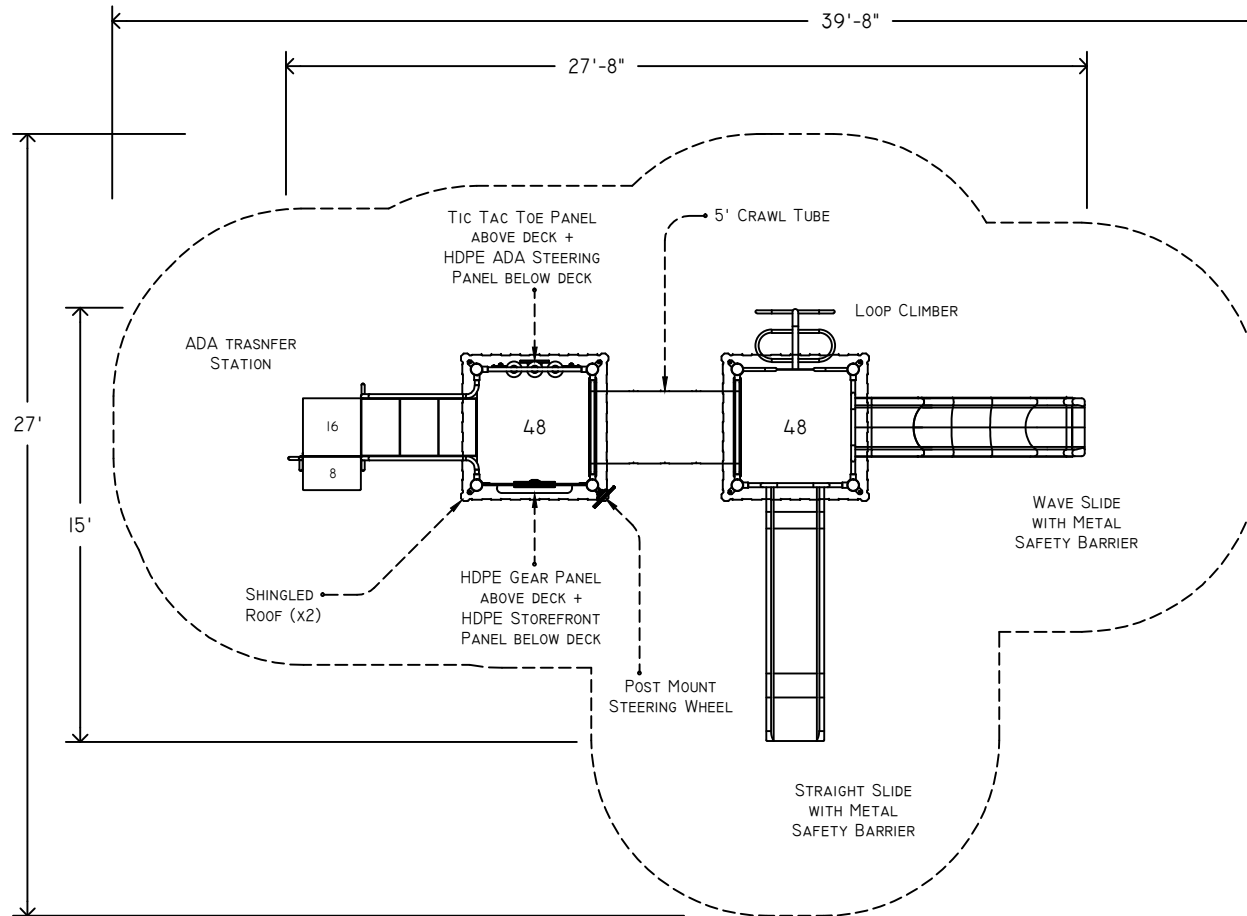 39'-8"
27'-8"
Tic Tac Toe Panel
above deck +
HDPE ADA Steering
Panel below deck
5' Crawl Tube
Loop Climber
ADA trasnfer
Station
16
8
48
48
27'
15'
Wave Slide
with Metal
Safety Barrier
Shingled
Roof (x2)
HDPE Gear Panel
above deck +
HDPE Storefront
Panel below deck
Post Mount
Steering Wheel
Straight Slide
with Metal
Safety Barrier